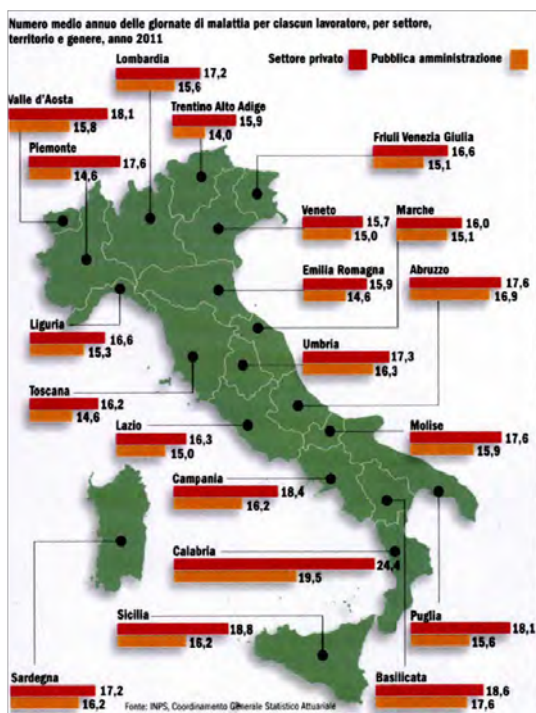 Numero medio annuo delle giornate di malattia per ciascun lavoratore, per settore,
territorio e genere, anno 2011
Settore privato Pubblica amministrazione
Lombardia
17,2
15,6
Valle d'Aosta
18,1
15,8
Trentino Alto Adige
15,9
14,0
Piemonte
17,6
14,6
Friuli Venezia Giulia
16,6
15,1
Veneto
15,7
15,0
Marche
16,0
15,1
Emilia Romagna
15,9
14,6
Abruzzo
17,6
16,9
Liguria
16,6
15,3
Umbria
17,3
16,3
Toscana
16,2
14,6
Lazio
16,3
15,0
Molise
17,6
15,9
Campania
18,4
16,2
Calabria
24,4
19,5
Sicilia
18,8
16,2
Puglia
18,1
15,6
Sardegna
17,2
16,2
Basilicata
18,6
17,6
Fonte: INPS, Coordinamento Generale Statistico Attuariale